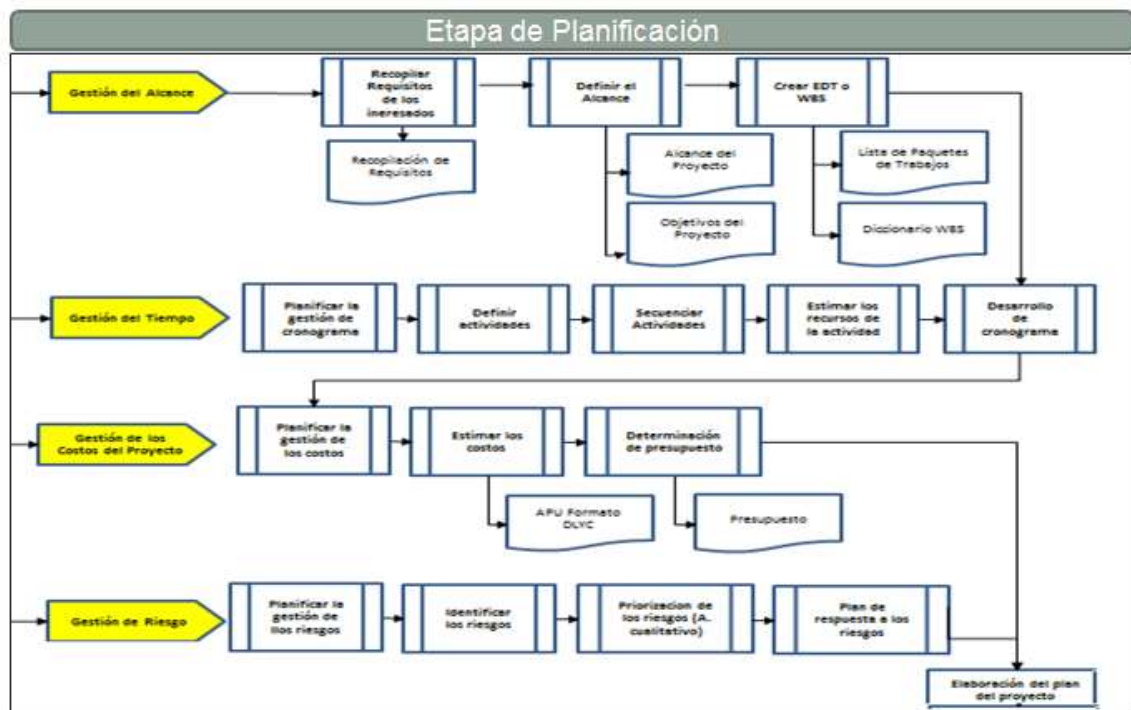 Etapa de Planificación
Gestión del Alcance
Recopilar
Requisitos
de los
ineresados
Definir el
Alcance
Crear EDT o
WBS
Recopilación de
Requisitos
Alcance del
Proyecto
Objetivos del
Proyecto
Lista de Paquetes
de Trabajos
Diccionario WBS
Gestión del Tiempo
Planificar la
gestión de
cronograma
Definir
actividades
Secuenciar
Actividades
Estimar los
recursos de
la actividad
Desarrollo
de
cronograma
Gestión de los
Costos del Proyecto
Planificar la
gestión de
los costos
Estimar los
costos
Determinación
de presupuesto
APU Formato
DLYC
Presupuesto
Gestión de Riesgo
Planificar la
gestión de
llos riesgos
Identificar
los riesgos
Priorizacion de
los riesgos (A.
cualitativo)
Plan de
respuesta a los
riesgos
Elaboración del plan
del proyecto